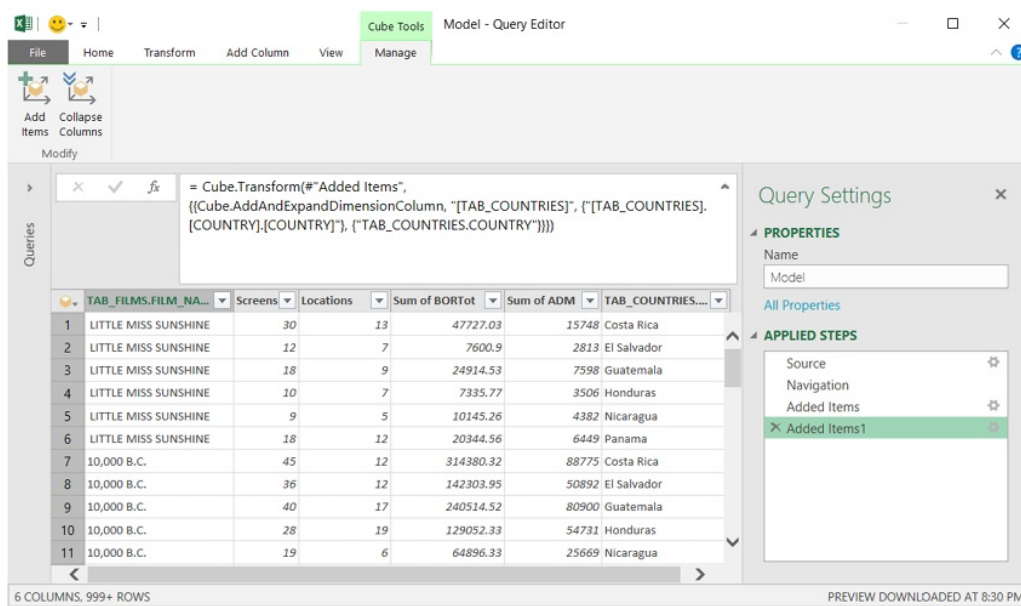 Cube Tools Model - Query Editor
File Home Transform Add Column View Manage
Add Items Collapse Columns
Modify
Queries
fx = Cube.Transform(#"Added Items",
{{Cube.AddAndExpandDimensionColumn, "[TAB_COUNTRIES]", {"[TAB_COUNTRIES].
[COUNTRY].[COUNTRY]"}, {"TAB_COUNTRIES.COUNTRY"}}})
TAB_FILMS.FILM_NA... Screens Locations Sum of BORTot Sum of ADM TAB_COUNTRIES....
1 LITTLE MISS SUNSHINE 30 13 47727.03 15748 Costa Rica
2 LITTLE MISS SUNSHINE 12 7 7600.9 2813 El Salvador
3 LITTLE MISS SUNSHINE 18 9 24914.53 7598 Guatemala
4 LITTLE MISS SUNSHINE 10 7 7335.77 3506 Honduras
5 LITTLE MISS SUNSHINE 9 5 10145.26 4382 Nicaragua
6 LITTLE MISS SUNSHINE 18 12 20344.56 6449 Panama
7 10,000 B.C. 45 12 314380.32 88775 Costa Rica
8 10,000 B.C. 36 12 142303.95 50892 El Salvador
9 10,000 B.C. 40 17 240514.52 80900 Guatemala
10 10,000 B.C. 28 19 129052.33 54731 Honduras
11 10,000 B.C. 19 6 64896.33 25669 Nicaragua
Query Settings
PROPERTIES
Name
Model
All Properties
APPLIED STEPS
Source
Navigation
Added Items
Added Items1
6 COLUMNS, 999+ ROWS
PREVIEW DOWNLOADED AT 8:30 PM